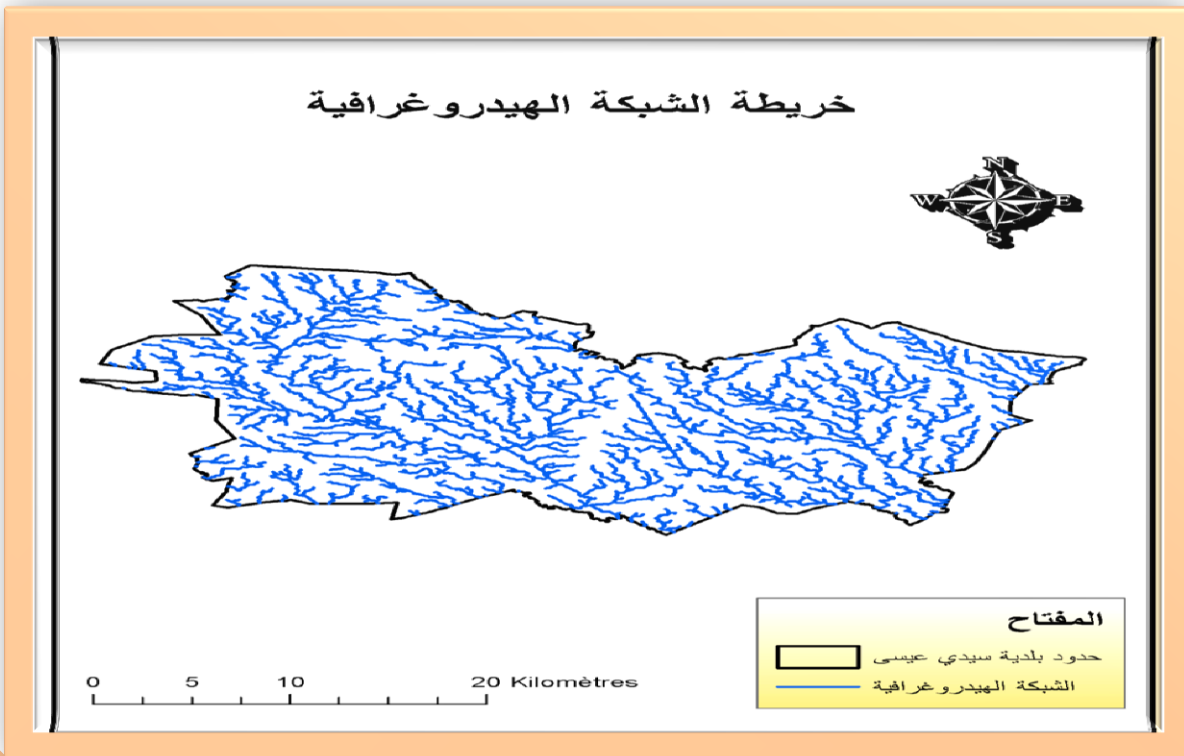 خريطة الشبكة الهيدروغرافية
N
W E
S
المفتاح
حدود بلدية سيدي عيسى
الشبكة الهيدروغرافية
0 5 10 20 Kilomètres